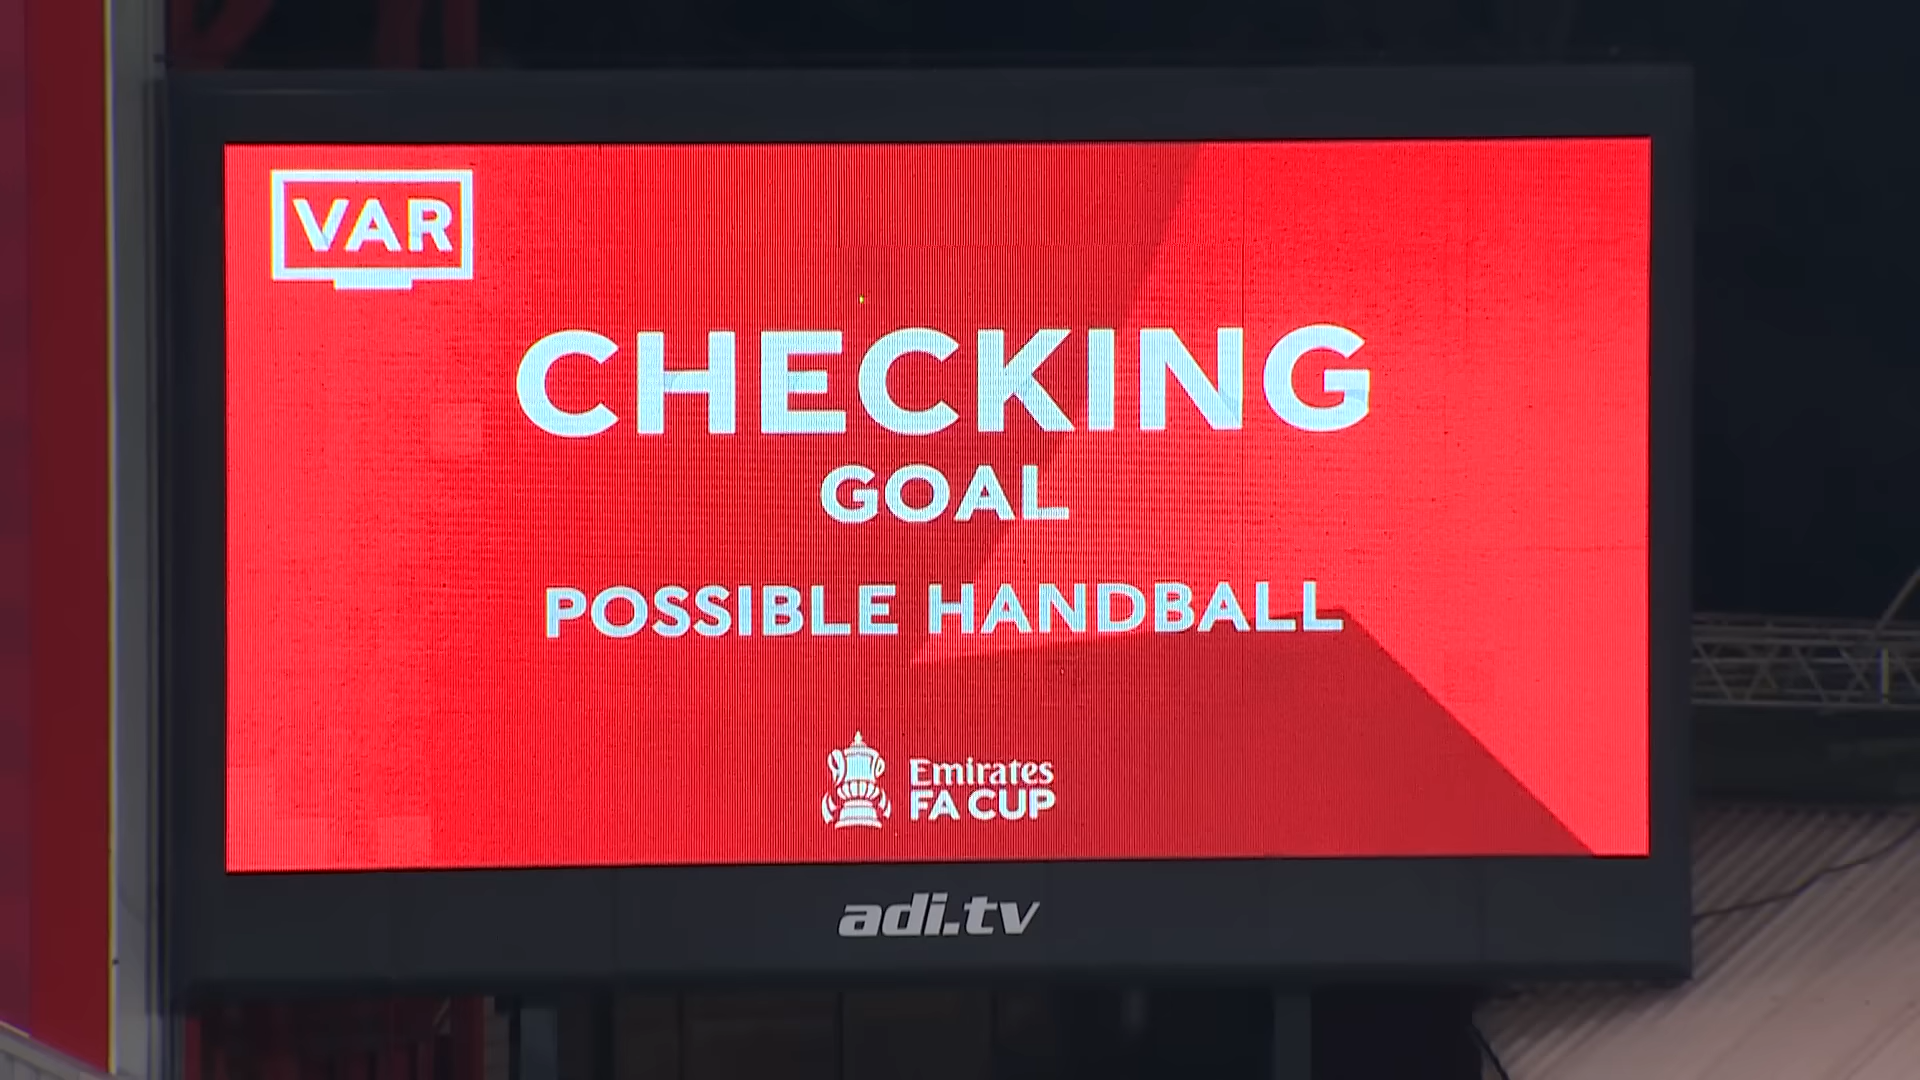 VAR
CHECKING
GOAL
POSSIBLE HANDBALL
Emirates
FA CUP
adi.tv